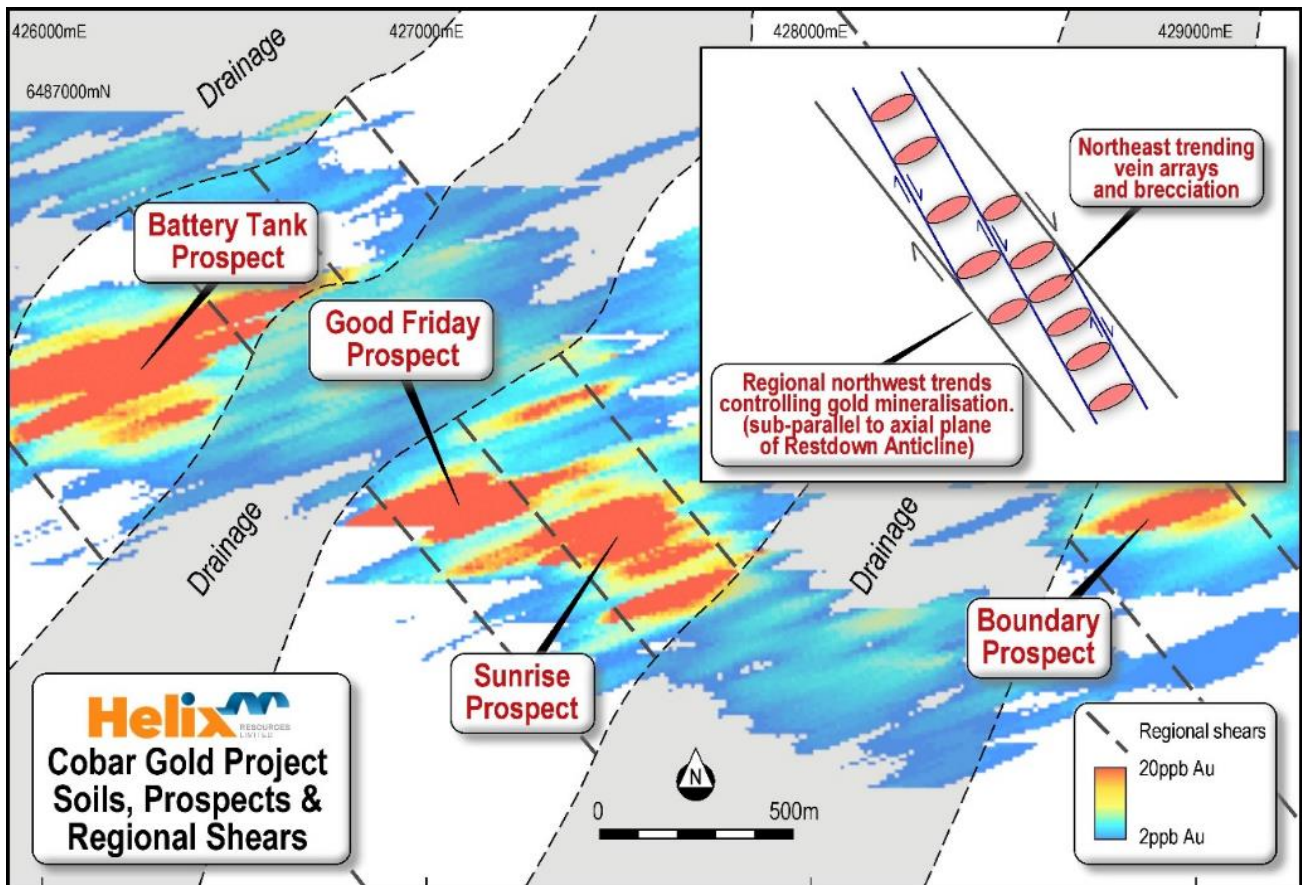 426000mE
427000mE
428000mE
429000mE
6487000mN
Drainage
Battery Tank
Prospect
Good Friday
Prospect
Northeast trending
vein arrays
and brecciation
Regional northwest trends
controlling gold mineralisation.
(sub-parallel to axial plane
of Restdown Anticline)
Drainage
Drainage
Sunrise
Prospect
Boundary
Prospect
Helix
RESOURCES
LIMITED
Cobar Gold Project
Soils, Prospects &
Regional Shears
N
0 500m
Regional shears
20ppb Au
2ppb Au